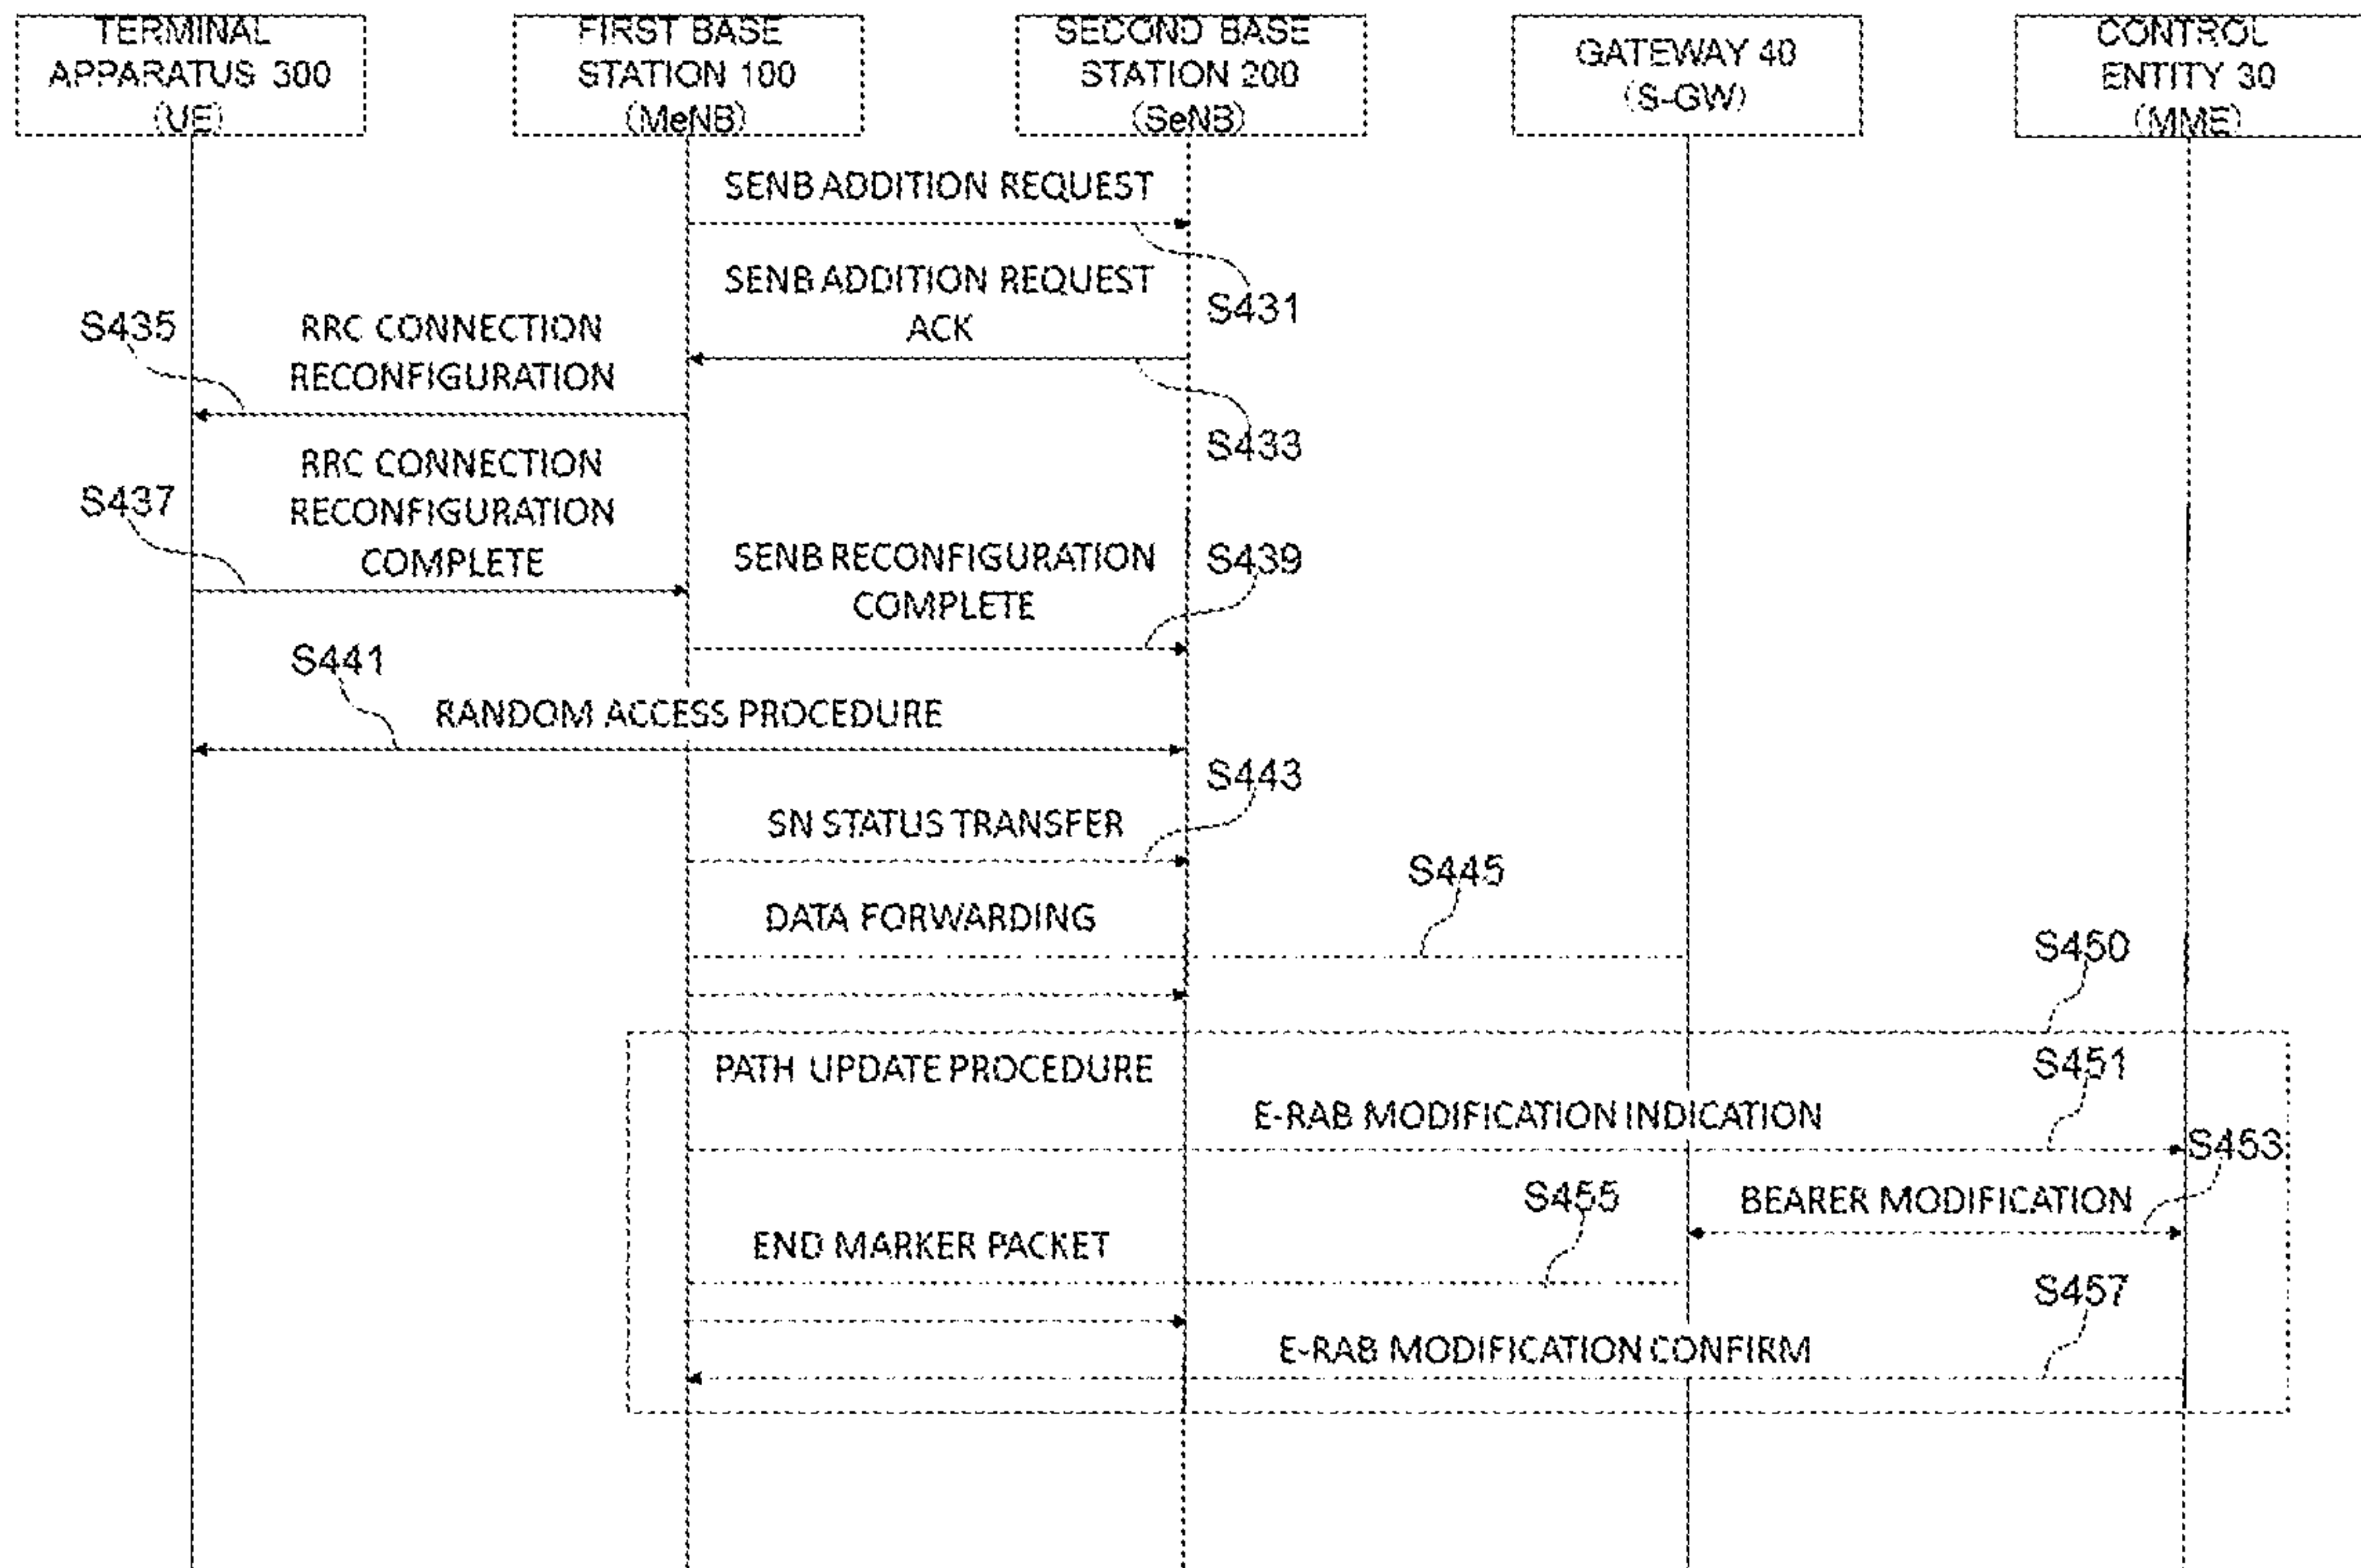 TERMINAL
APPARATUS 300
(UE)
FIRST BASE
STATION 100
(MeNB)
SECOND BASE
STATION 200
(SeNB)
GATEWAY 40
(S-GW)
CONTROL
ENTITY 30
(MME)
SENB ADDITION REQUEST
S431
SENB ADDITION REQUEST
ACK
S433
S435
RRC CONNECTION
RECONFIGURATION
S437
RRC CONNECTION
RECONFIGURATION
COMPLETE
SENB RECONFIGURATION
COMPLETE
S439
S441
RANDOM ACCESS PROCEDURE
S443
SN STATUS TRANSFER
S445
DATA FORWARDING
S450
PATH UPDATE PROCEDURE
S451
E-RAB MODIFICATION INDICATION
S453
BEARER MODIFICATION
S455
END MARKER PACKET
S457
E-RAB MODIFICATION CONFIRM